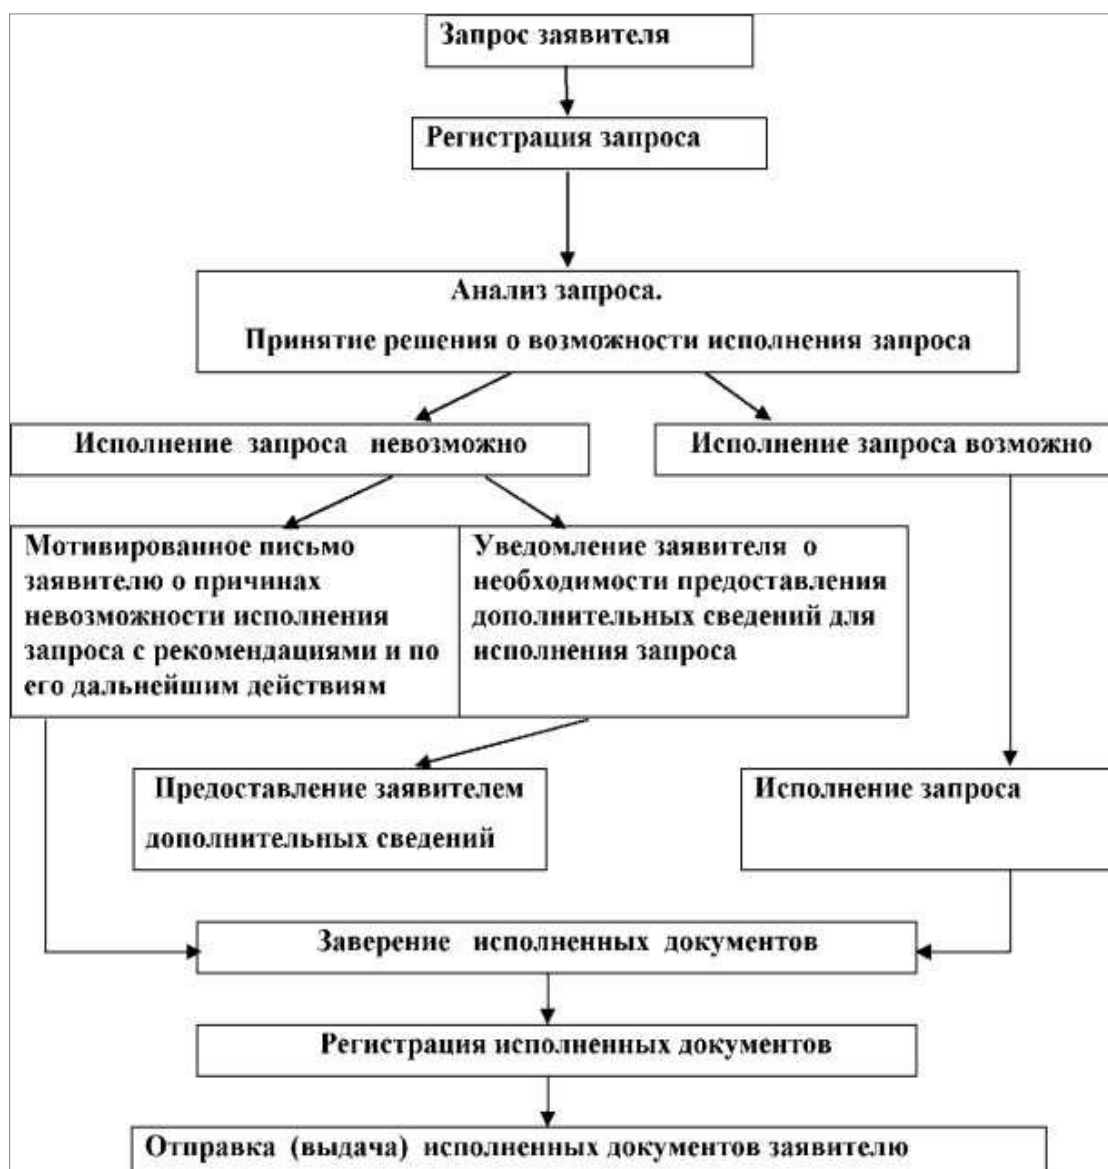 Запрос заявителя
Регистрация запроса
Анализ запроса.
Принятие решения о возможности исполнения запроса
Исполнение запроса невозможно
Исполнение запроса возможно
Мотивированное письмо
заявителю о причинах
невозможности исполнения
запроса с рекомендациями и по
его дальнейшим действиям
Уведомление заявителя о
необходимости предоставления
дополнительных сведений для
исполнения запроса
Предоставление заявителем
дополнительных сведений
Исполнение запроса
Заверение исполненных документов
Регистрация исполненных документов
Отправка (выдача) исполненных документов заявителю